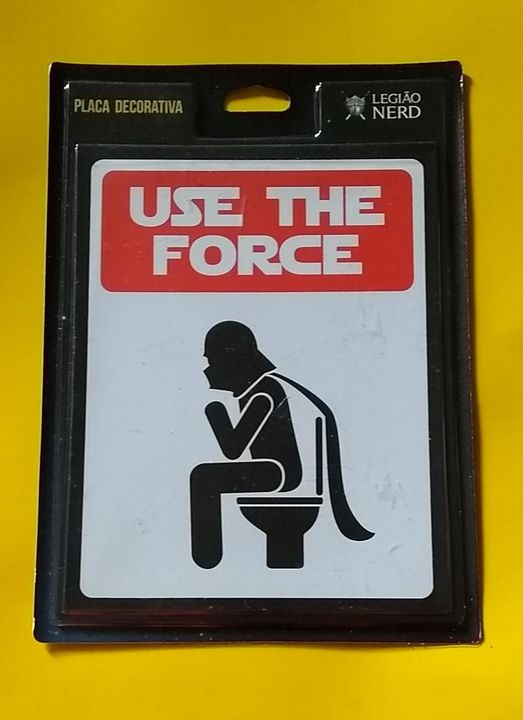 PLACA DECORATIVA
LEGIÃO
NERD
USE THE
FORCE